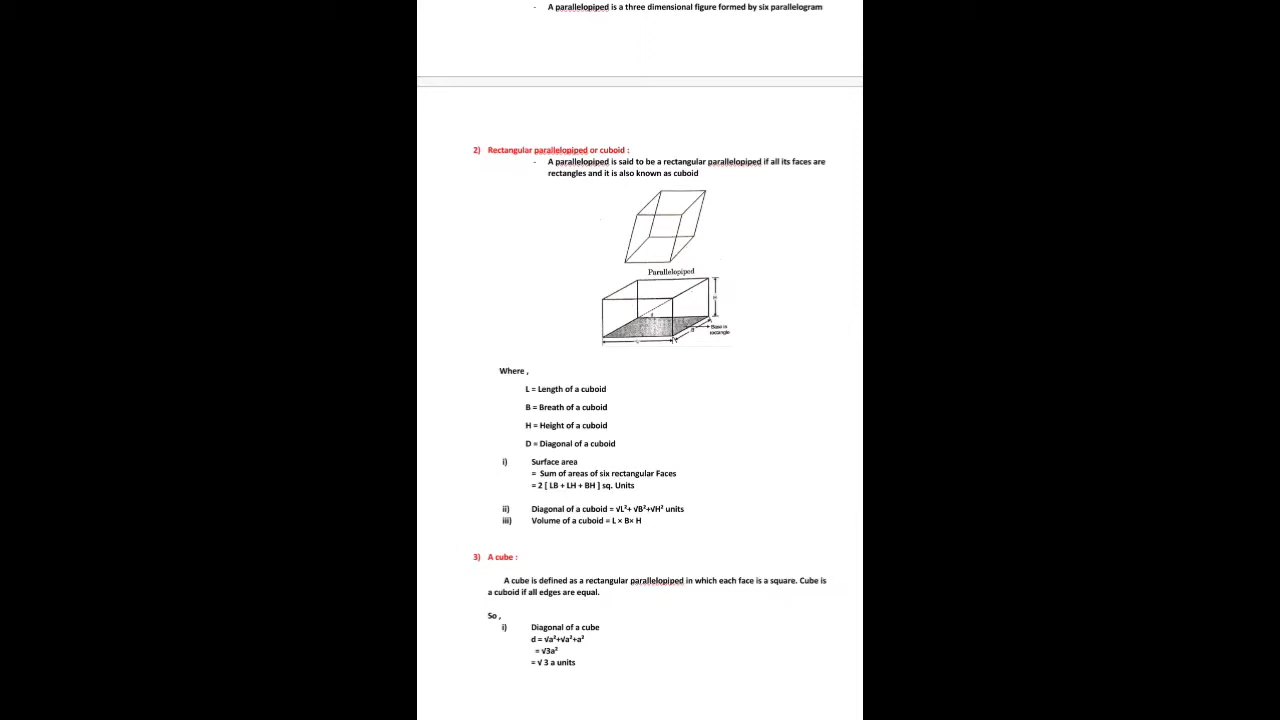 - A parallelopiped is a three dimensional figure formed by six parallelogram
2) Rectangular parallelopiped or cuboid :
- A parallelopiped is said to be a rectangular parallelopiped if all its faces are
rectangles and it is also known as cuboid
Parallelopiped
B
Base is
rectangle
Where ,
L = Length of a cuboid
B = Breath of a cuboid
H = Height of a cuboid
D = Diagonal of a cuboid
i) Surface area
= Sum of areas of six rectangular Faces
= 2 [ LB + LH + BH ] sq. Units
ii) Diagonal of a cuboid = √L²+ √B²+√H² units
iii) Volume of a cuboid = L × B× H
3) A cube :
A cube is defined as a rectangular parallelopiped in which each face is a square. Cube is
a cuboid if all edges are equal.
So ,
i) Diagonal of a cube
d = √a²+√a²+a²
= √3a²
= √ 3 a units